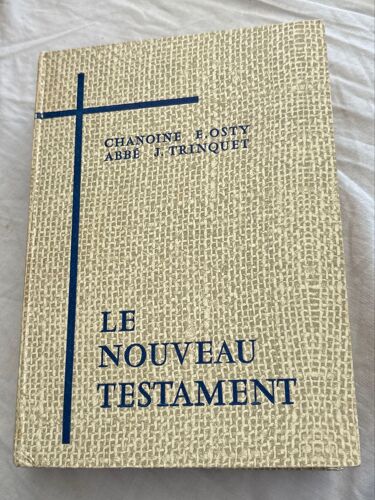 CHANOINE E. OSTY
ABBÉ J. TRINQUET
LE
NOUVEAU
TESTAMENT